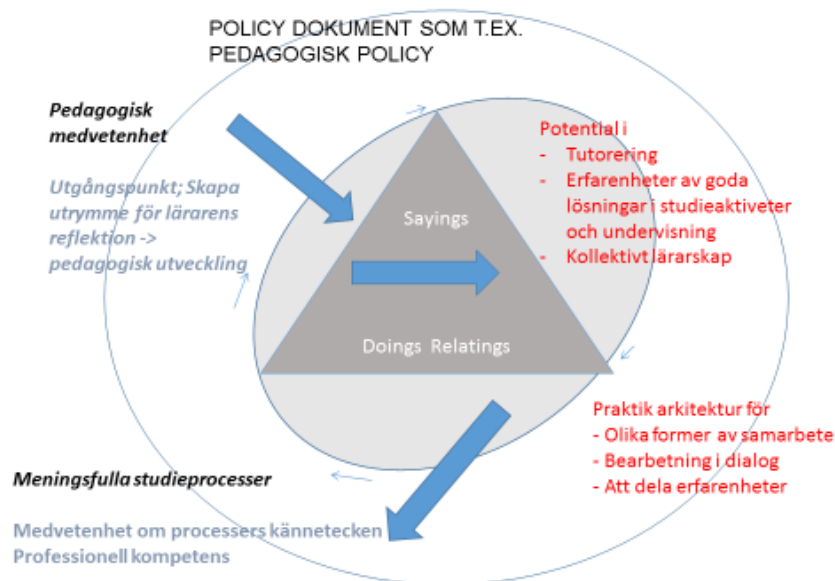 POLICY DOKUMENT SOM T.EX.
PEDAGOGISK POLICY
Pedagogisk
medvetenhet
Utgångspunkt; Skapa
utrymme för lärarens
reflektion ->
pedagogisk utveckling
Sayings
Doings Relatings
Potential i
- Tutorering
- Erfarenheter av goda
lösningar i studieaktiveter
och undervisning
- Kollektivt lärarskap
Praktik arkitektur för
- Olika former av samarbete
- Bearbetning i dialog
- Att dela erfarenheter
Meningsfulla studieprocesser
Medvetenhet om processers kännetecken
Professionell kompetens